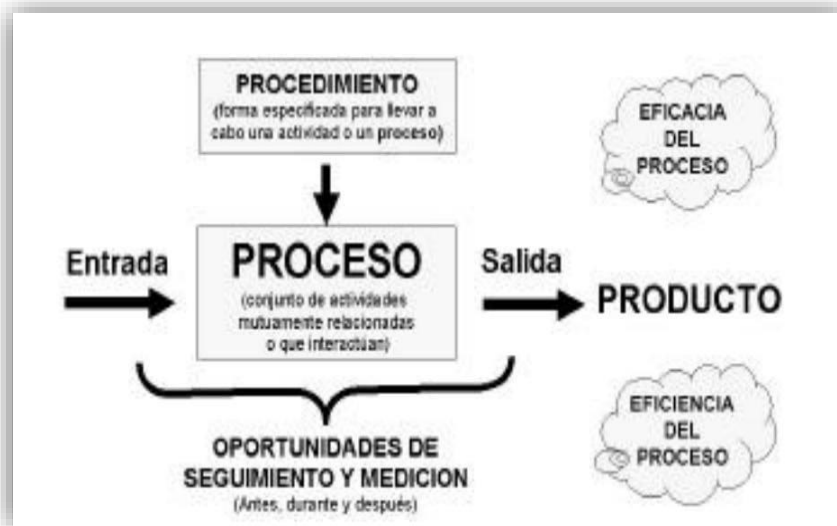 PROCEDIMIENTO
(forma especificada para llevar a
cabo una actividad o un proceso)
EFICACIA
DEL
PROCESO
Entrada
PROCESO
(conjunto de actividades
mutuamente relacionadas
o que interactúan)
Salida
PRODUCTO
OPORTUNIDADES DE
SEGUIMIENTO Y MEDICION
(Antes, durante y después)
EFICIENCIA
DEL
PROCESO